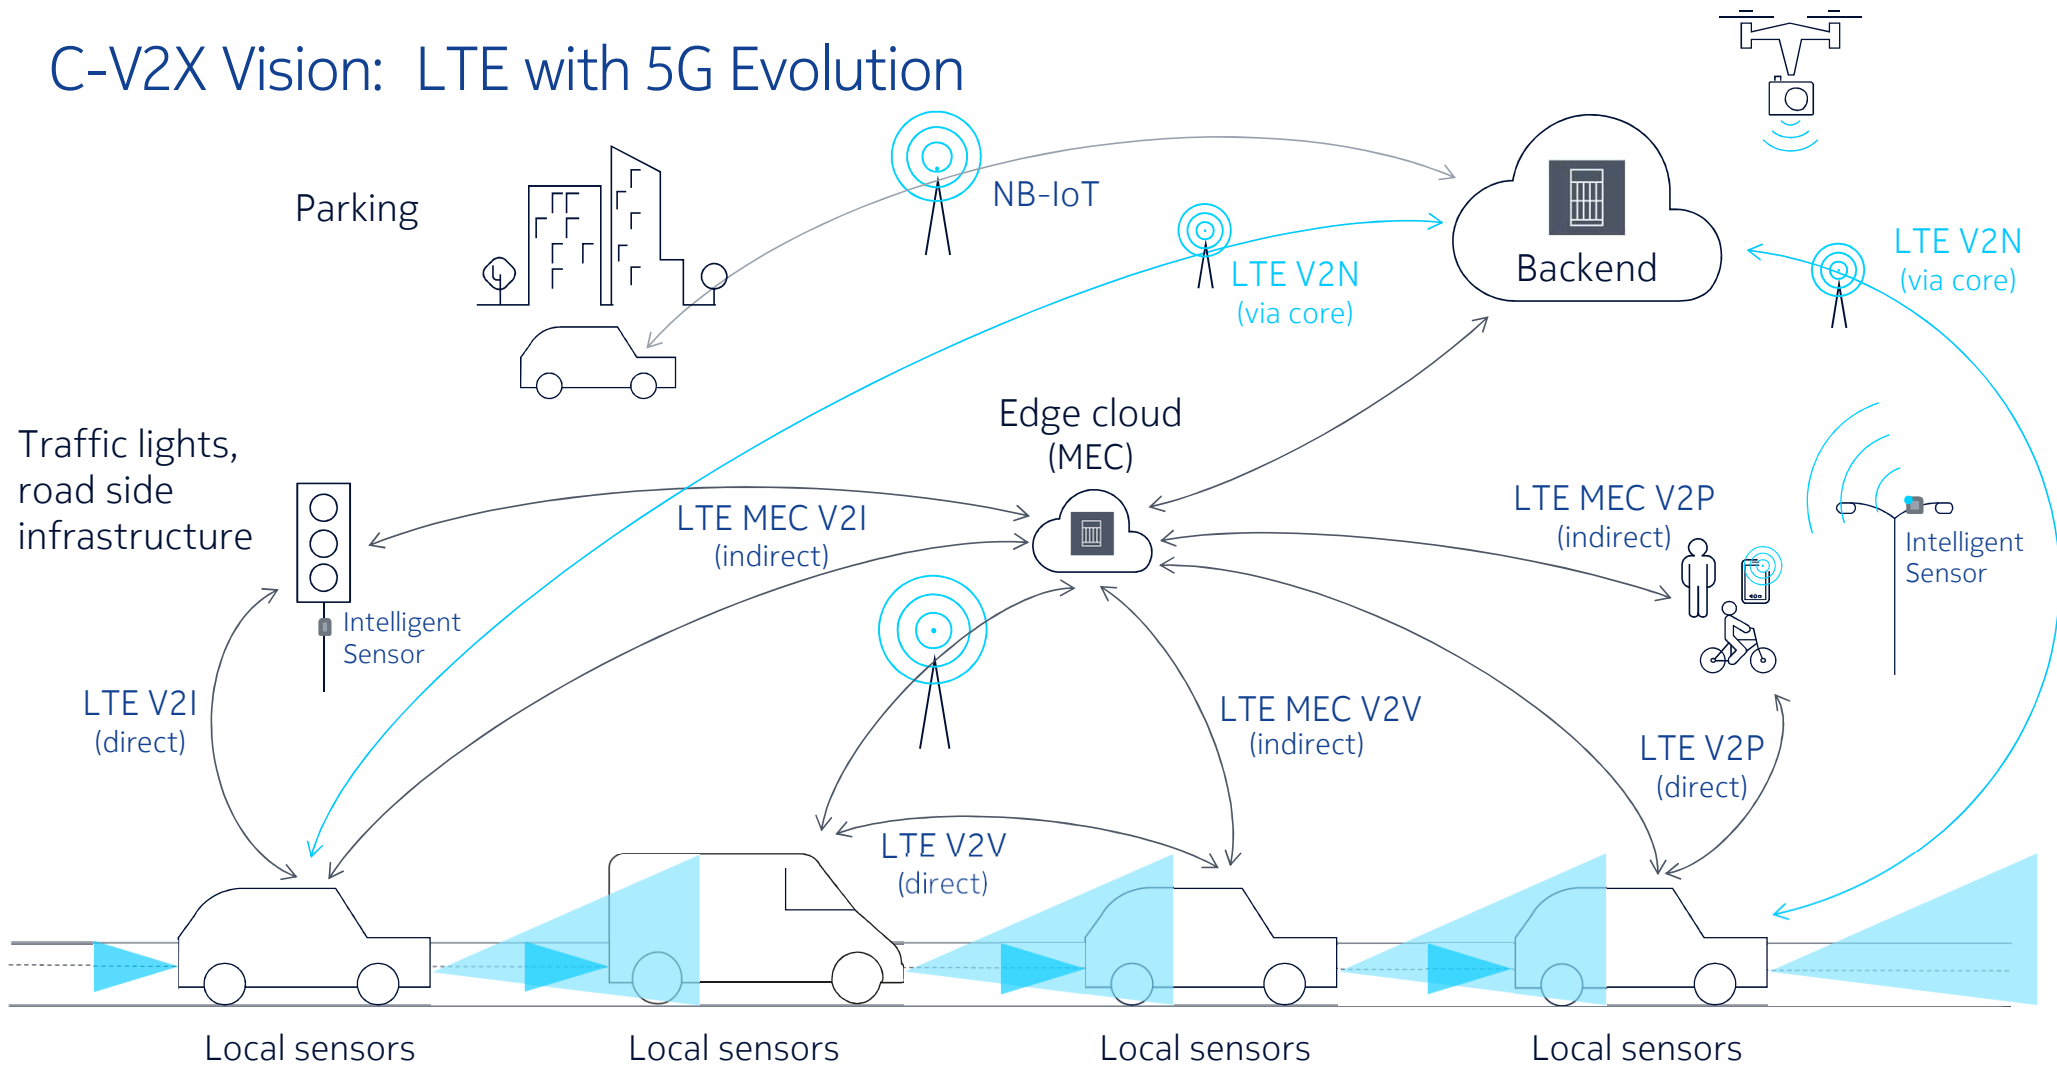 C-V2X Vision: LTE with 5G Evolution
Parking
NB-IoT
LTE V2N
(via core)
Backend
LTE V2N
(via core)
Edge cloud
(MEC)
Traffic lights,
road side
infrastructure
LTE MEC V2I
(indirect)
LTE MEC V2P
(indirect)
Intelligent
Sensor
Intelligent
Sensor
LTE V2I
(direct)
LTE MEC V2V
(indirect)
LTE V2P
(direct)
LTE V2V
(direct)
Local sensors
Local sensors
Local sensors
Local sensors